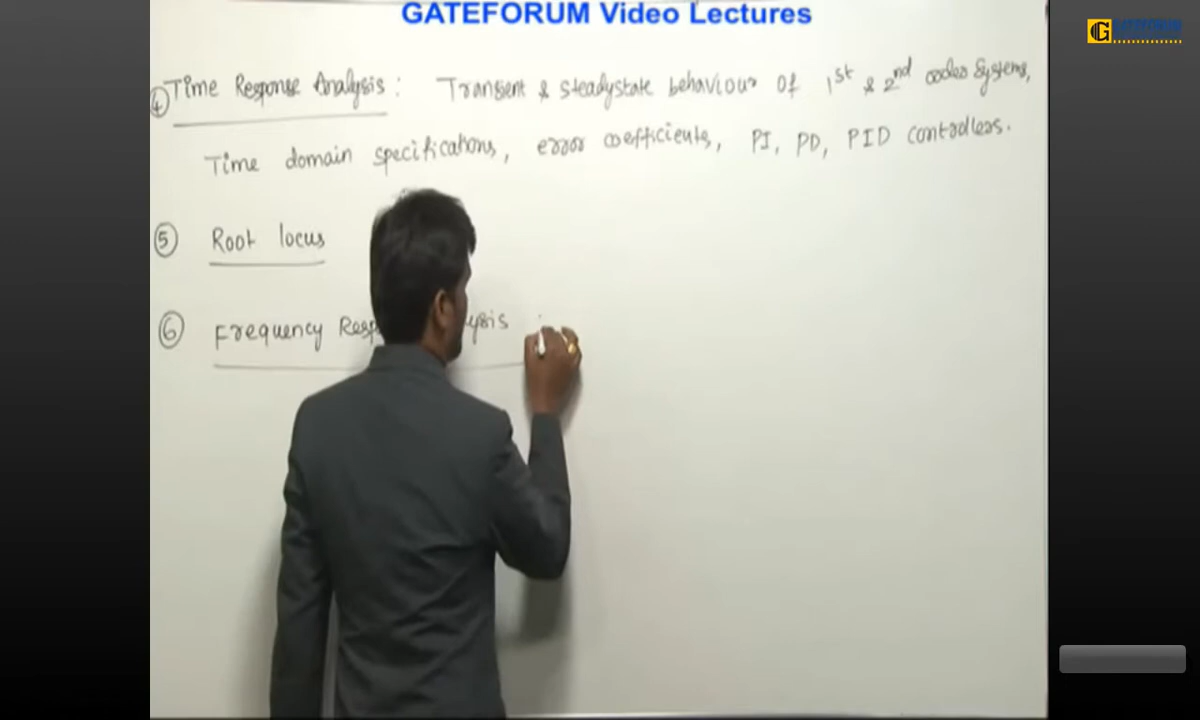 GATEFORUM Video Lectures
GATEFORUM
④ Time Response Analysis : Transient & steadystate behaviour of 1st & 2nd order systems,
Time domain specifications, error coefficients, PI, PD, PID controllers.
⑤ Root locus
⑥ Frequency